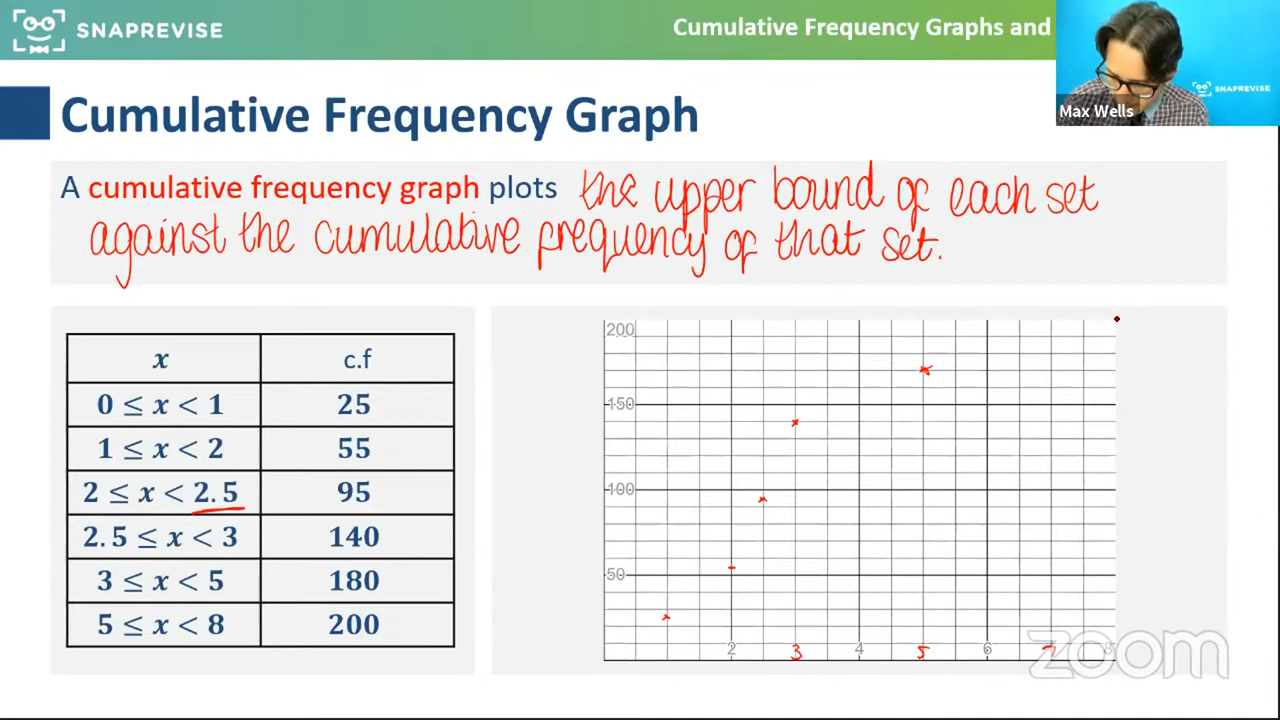 SNAPREVISE
Cumulative Frequency Graphs and
SNAPREVISE
Max Wells
Cumulative Frequency Graph
A cumulative frequency graph plots the upper bound of each set
against the cumulative frequency of that set.
x c.f
0 ≤ x < 1 25
1 ≤ x < 2 55
2 ≤ x < 2.5 95
2.5 ≤ x < 3 140
3 ≤ x < 5 180
5 ≤ x < 8 200
200
150
100
50
2 3 4 5 6 7 8
zoom